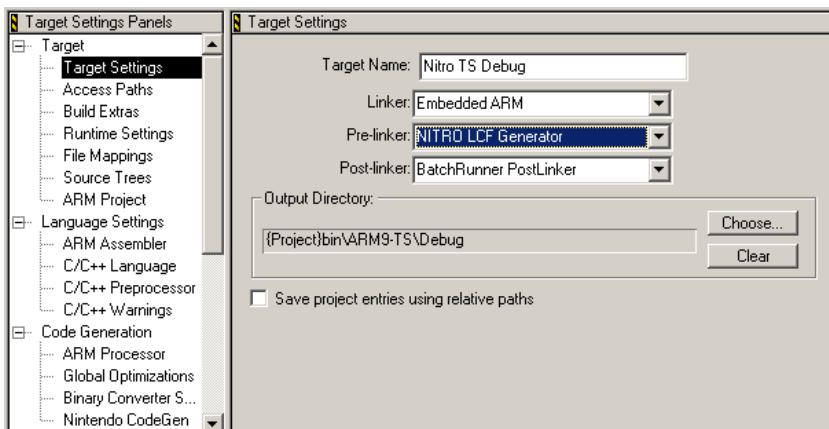 Target Settings Panels
Target
Target Settings
Access Paths
Build Extras
Runtime Settings
File Mappings
Source Trees
ARM Project
Language Settings
ARM Assembler
C/C++ Language
C/C++ Preprocessor
C/C++ Warnings
Code Generation
ARM Processor
Global Optimizations
Binary Converter S...
Nintendo CodeGen
Target Settings
Target Name: Nitro TS Debug
Linker: Embedded ARM
Pre-linker: NITRO LCF Generator
Post-linker: BatchRunner PostLinker
Output Directory:
{Project}bin\ARM9-TS\Debug
Choose...
Clear
Save project entries using relative paths